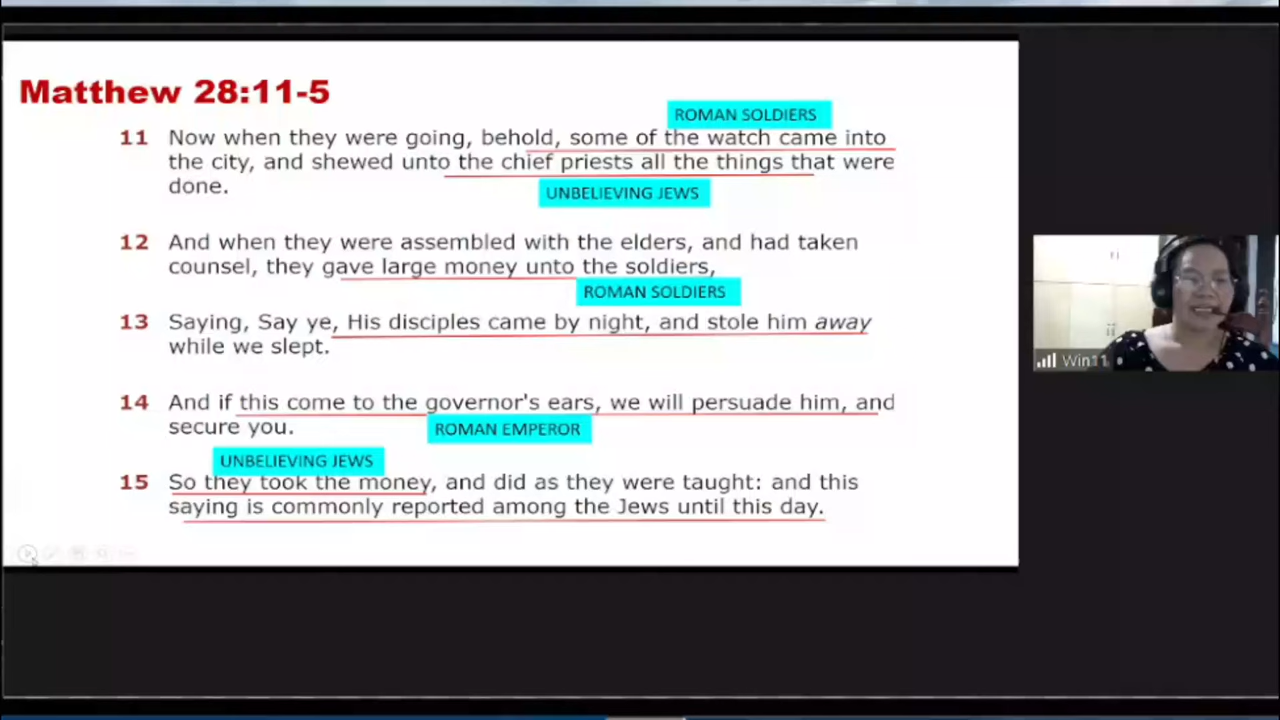 Matthew 28:11-5
ROMAN SOLDIERS
11 Now when they were going, behold, some of the watch came into
the city, and shewed unto the chief priests all the things that were
done.
UNBELIEVING JEWS
12 And when they were assembled with the elders, and had taken
counsel, they gave large money unto the soldiers,
ROMAN SOLDIERS
13 Saying, Say ye, His disciples came by night, and stole him away
while we slept.
14 And if this come to the governor's ears, we will persuade him, and
secure you.
ROMAN EMPEROR
UNBELIEVING JEWS
15 So they took the money, and did as they were taught: and this
saying is commonly reported among the Jews until this day.
Win11